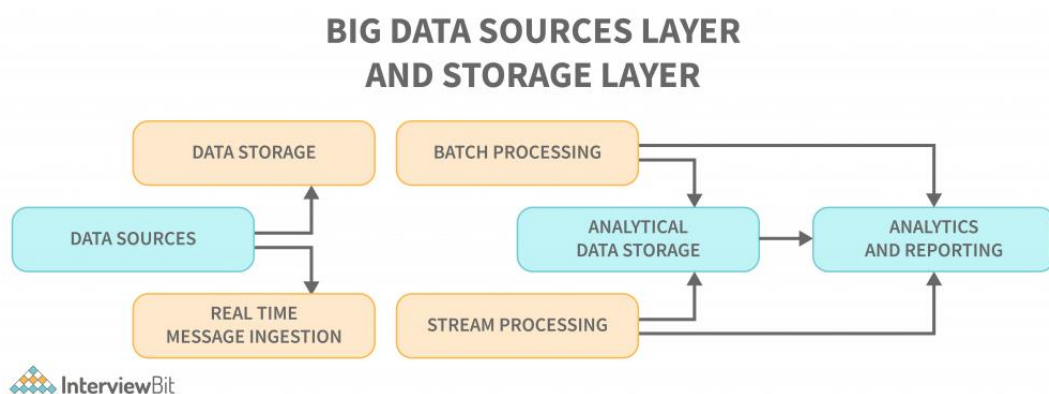 BIG DATA SOURCES LAYER
AND STORAGE LAYER
DATA STORAGE
BATCH PROCESSING
DATA SOURCES
ANALYTICAL
DATA STORAGE
ANALYTICS
AND REPORTING
REAL TIME
MESSAGE INGESTION
STREAM PROCESSING
InterviewBit